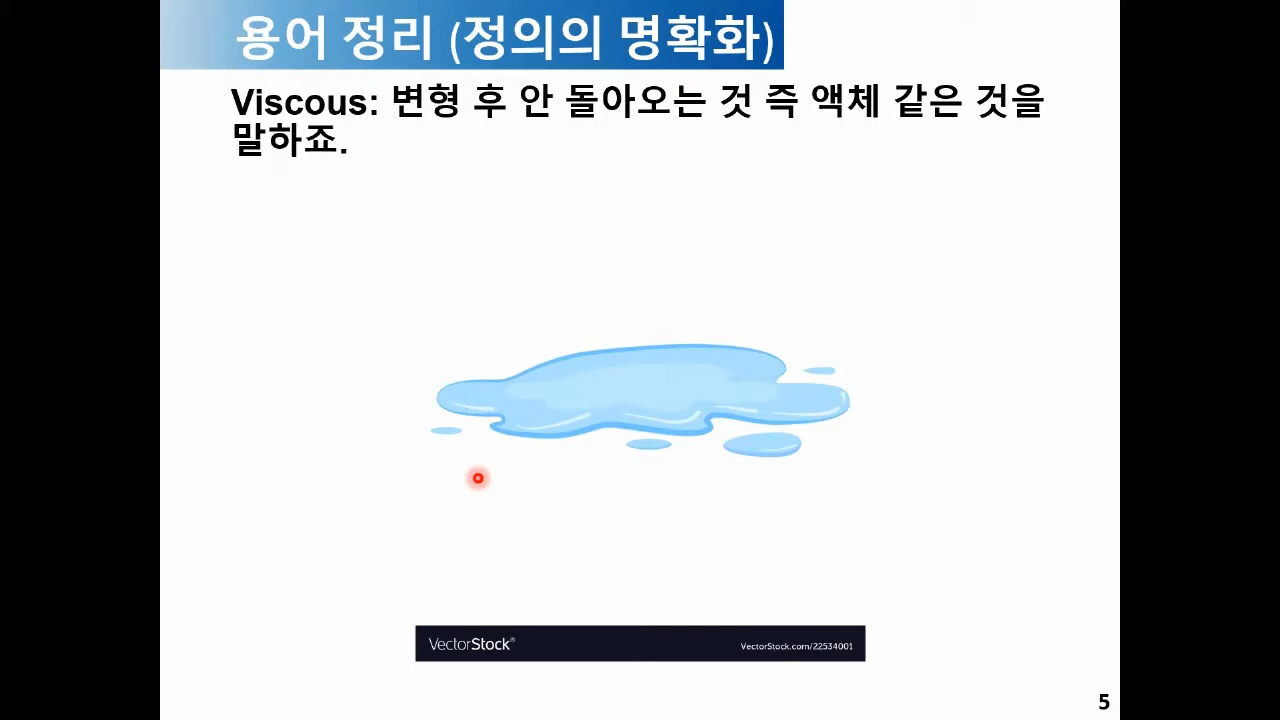 용어 정리 (정의의 명확화)
Viscous: 변형 후 안 돌아오는 것 즉 액체 같은 것을
말하죠.
VectorStock®
VectorStock.com/22534001
5